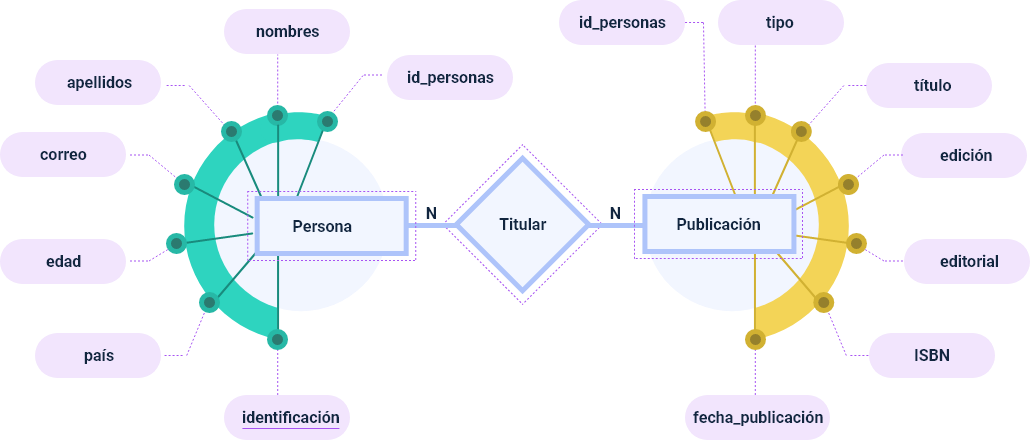 nombres
id_personas
apellidos
correo
edad
país
identificación
Persona
N
Titular
N
Publicación
id_personas
tipo
título
edición
editorial
ISBN
fecha_publicación